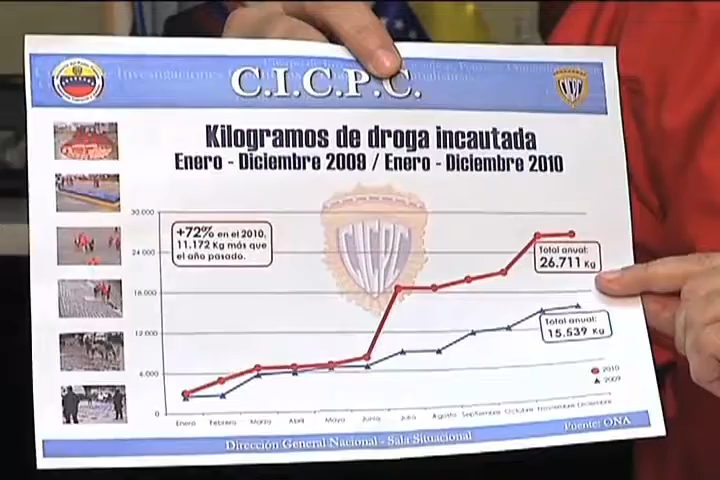 C.I.C.P.C.
Kilogramos de droga incautada
Enero - Diciembre 2009 / Enero - Diciembre 2010
30.000
24.000
18.000
12.000
6.000
0
+72% en el 2010,
11.172 Kg más que
el año pasado.
CICPC
Total anual:
26.711 Kg
Total anual:
15.539 Kg
2010
2009
Enero Febrero Marzo Abril Mayo Junio Julio Agosto Septiembre Octubre Noviembre Diciembre
Fuente: ONA
Dirección General Nacional - Sala Situacional